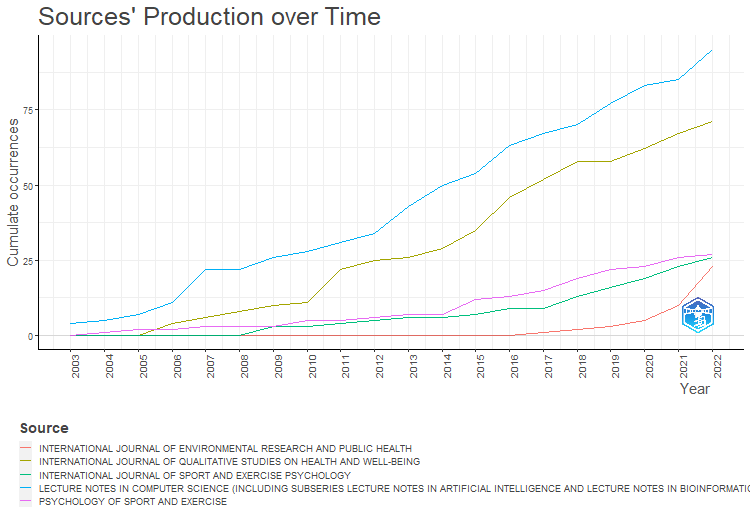 Sources' Production over Time
Cumulate occurrences
75
50
25
0
2003
2004
2005
2006
2007
2008
2009
2010
2011
2012
2013
2014
2015
2016
2017
2018
2019
2020
2021
2022
Year
Source
INTERNATIONAL JOURNAL OF ENVIRONMENTAL RESEARCH AND PUBLIC HEALTH
INTERNATIONAL JOURNAL OF QUALITATIVE STUDIES ON HEALTH AND WELL-BEING
INTERNATIONAL JOURNAL OF SPORT AND EXERCISE PSYCHOLOGY
LECTURE NOTES IN COMPUTER SCIENCE (INCLUDING SUBSERIES LECTURE NOTES IN ARTIFICIAL INTELLIGENCE AND LECTURE NOTES IN BIOINFORMATIC
PSYCHOLOGY OF SPORT AND EXERCISE